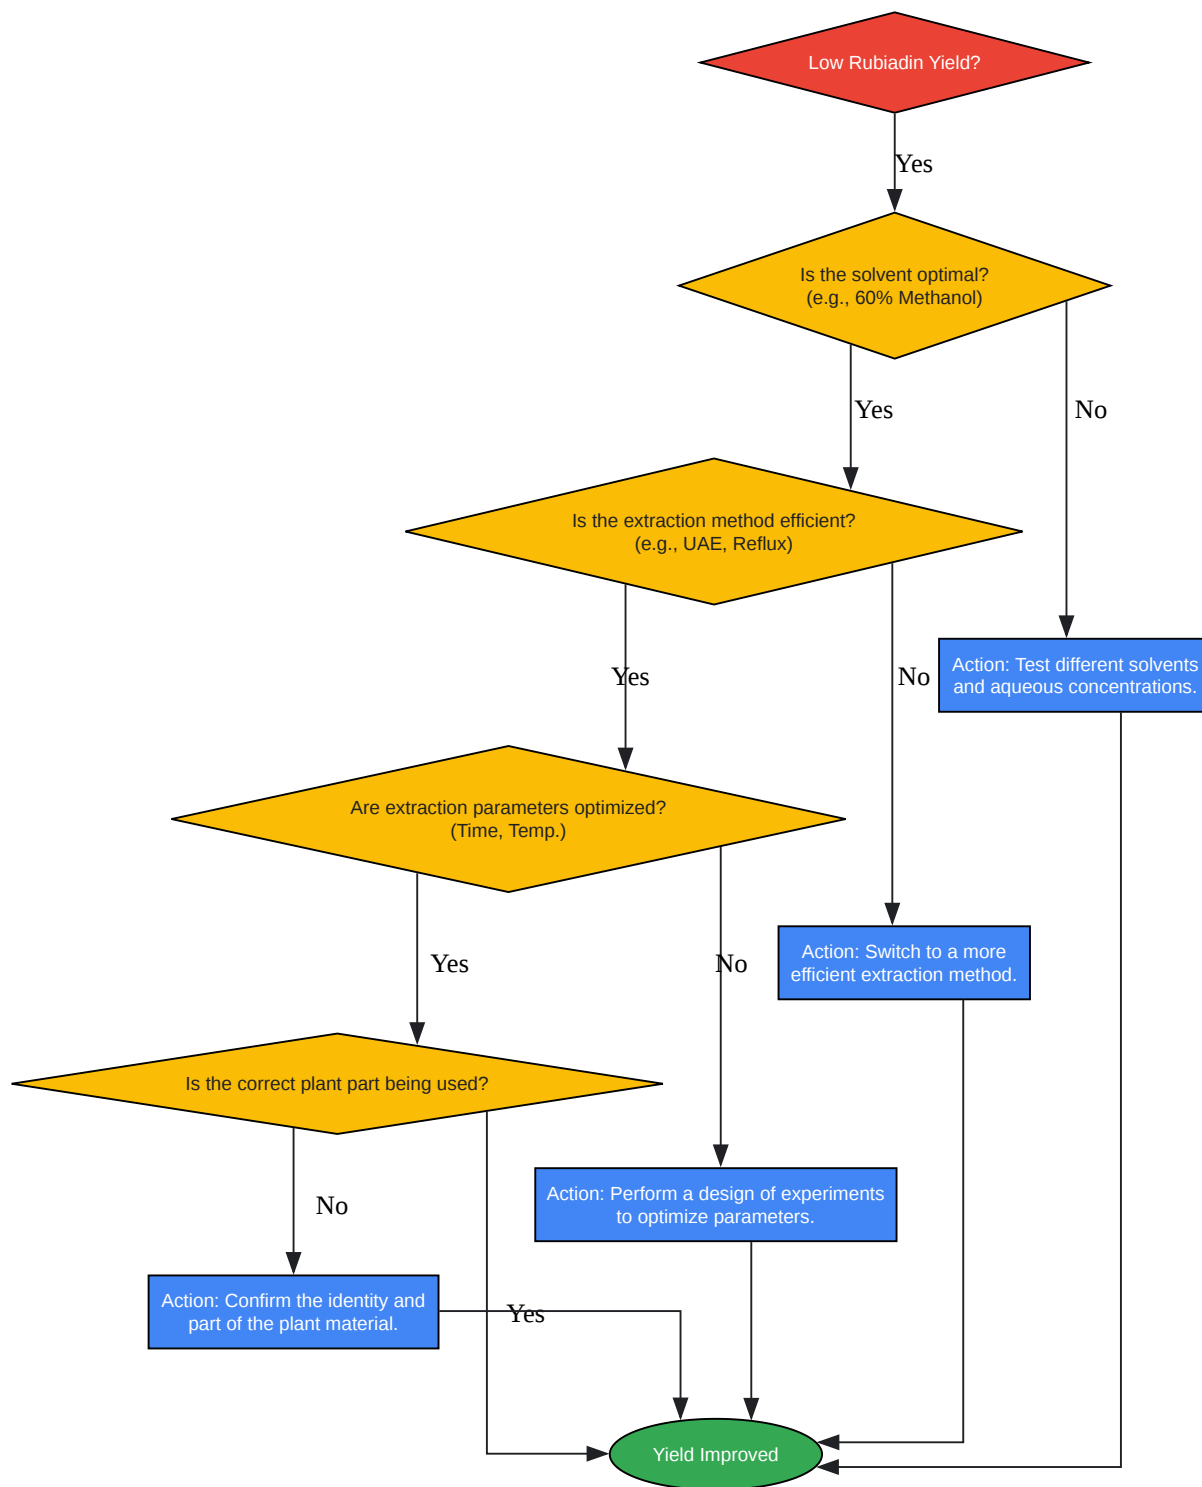 Low Rubiadin Yield?
Yes
Is the solvent optimal?
(e.g., 60% Methanol)
Yes
No
Is the extraction method efficient?
(e.g., UAE, Reflux)
Yes
No
Action: Test different solvents
and aqueous concentrations.
Are extraction parameters optimized?
(Time, Temp.)
Yes
No
Action: Switch to a more
efficient extraction method.
Is the correct plant part being used?
No
Action: Perform a design of experiments
to optimize parameters.
Action: Confirm the identity and
part of the plant material.
Yes
Yield Improved